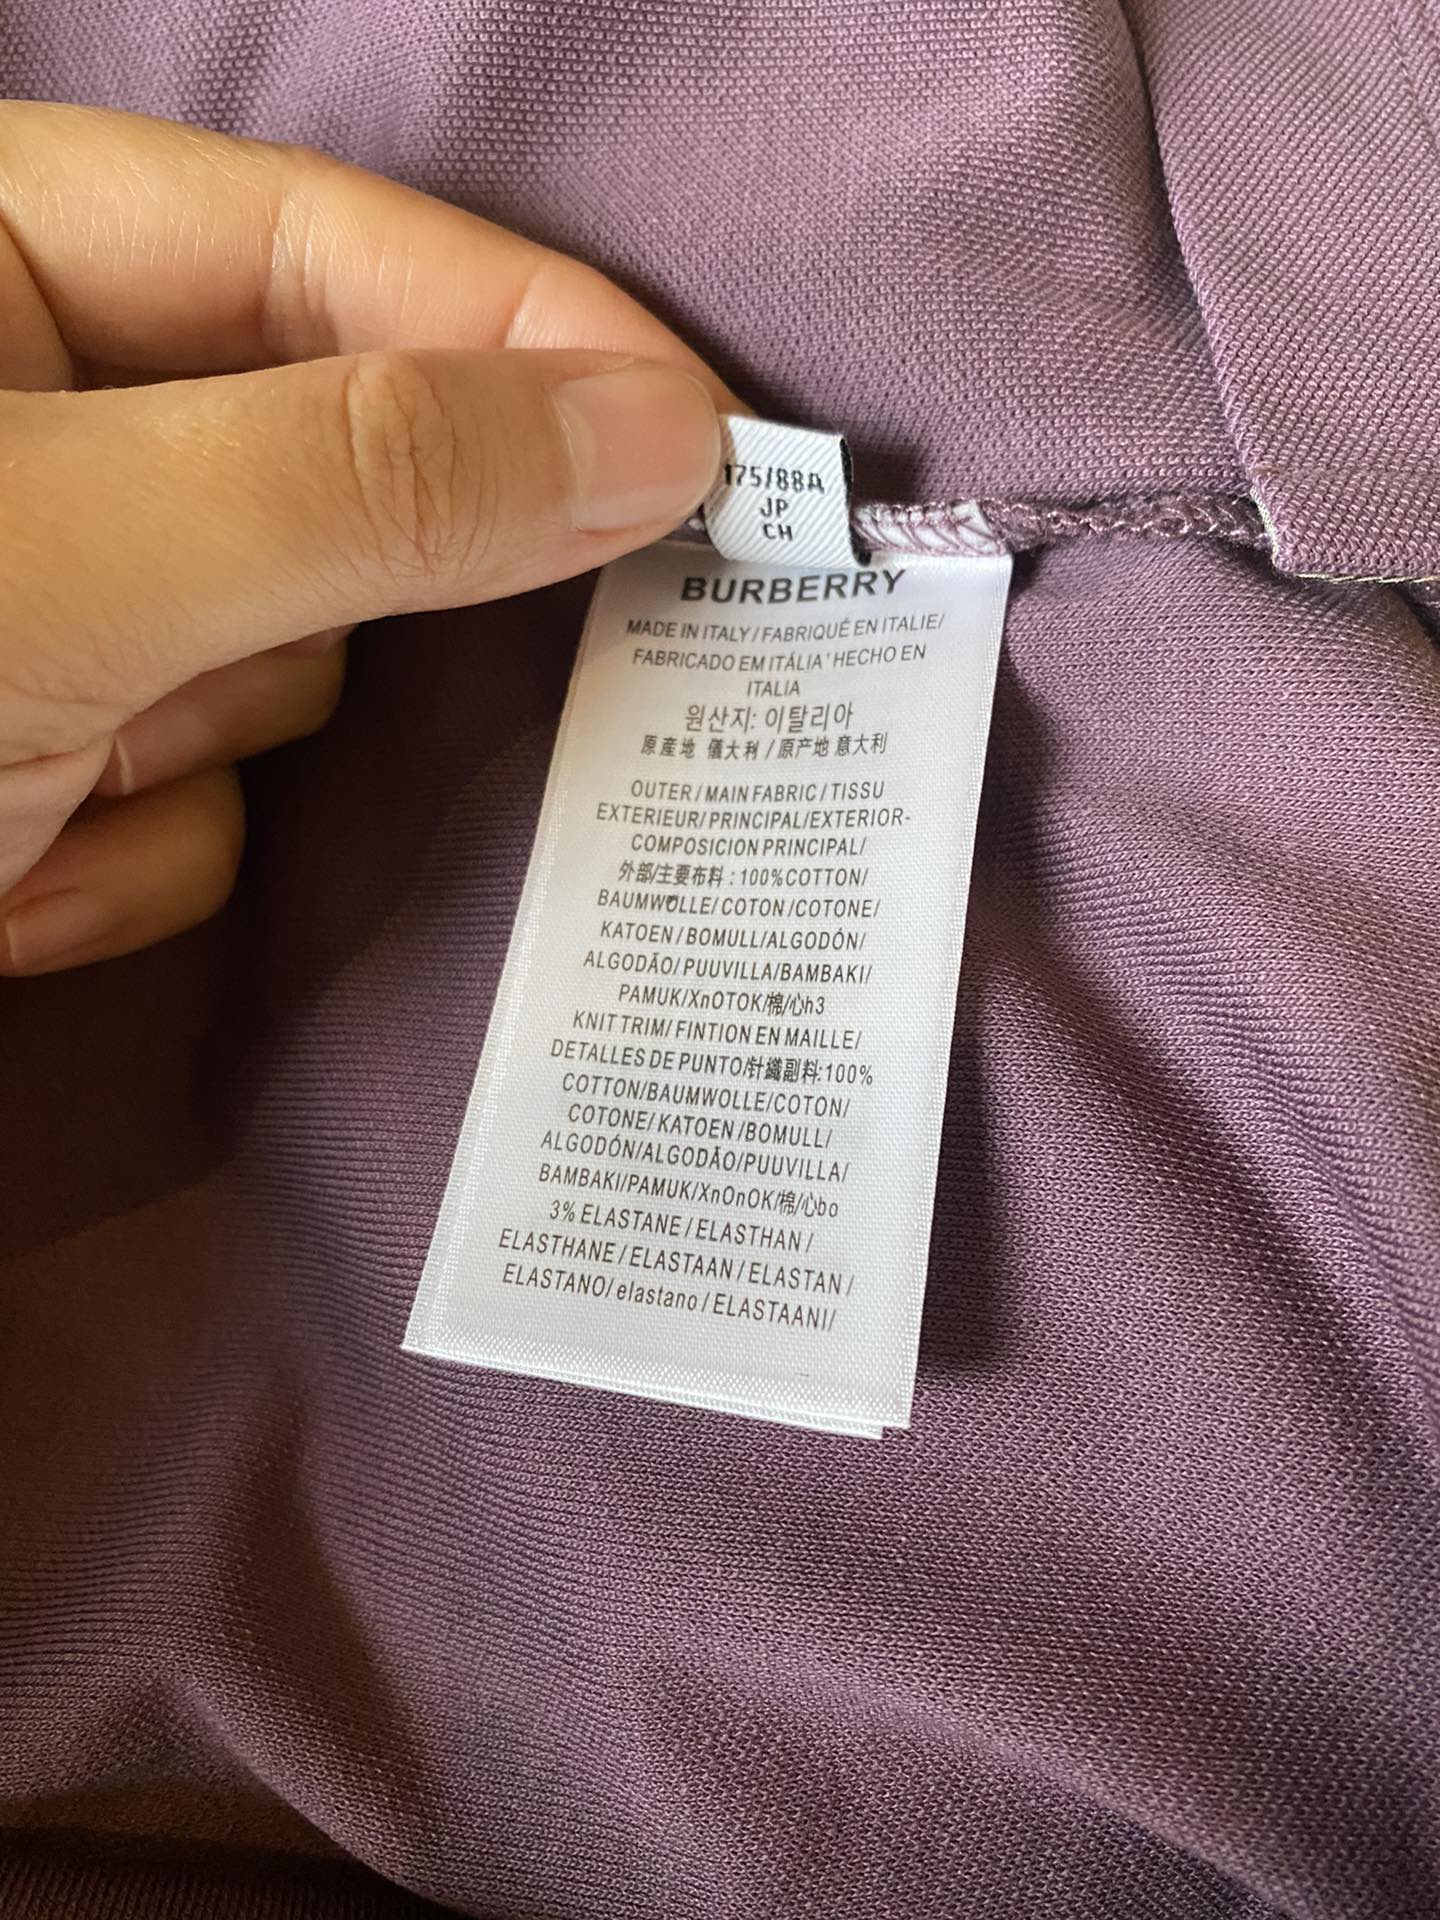 175/88A
JP
CH
BURBERRY
MADE IN ITALY/FABRIQUÉ EN ITALIE/
FABRICADO EM ITÁLIA'HECHO EN
ITALIA
원산지: 이탈리아
原產地 儀大利 / 原产地 意大利
OUTER/MAIN FABRIC/TISSU
EXTERIEUR/PRINCIPAL/EXTERIOR-
COMPOSICION PRINCIPAL/
外部/主要布料 : 100%COTTON/
BAUMWOLLE/COTON/COTONE/
KATOEN/BOMULL/ALGODÓN/
ALGODÃO/PUUVILLA/BAMBAKI/
PAMUK/XnOTOK/棉/心h3
KNIT TRIM/FINTION EN MAILLE/
DETALLES DE PUNTO/针織副料:100%
COTTON/BAUMWOLLE/COTON/
COTONE/KATOEN/BOMULL/
ALGODÓN/ALGODÃO/PUUVILLA/
BAMBAKI/PAMUK/XnOnOK/棉/心bo
3% ELASTANE/ELASTHAN/
ELASTHANE/ELASTAAN/ELASTAN/
ELASTANO/elastano/ELASTAANI/